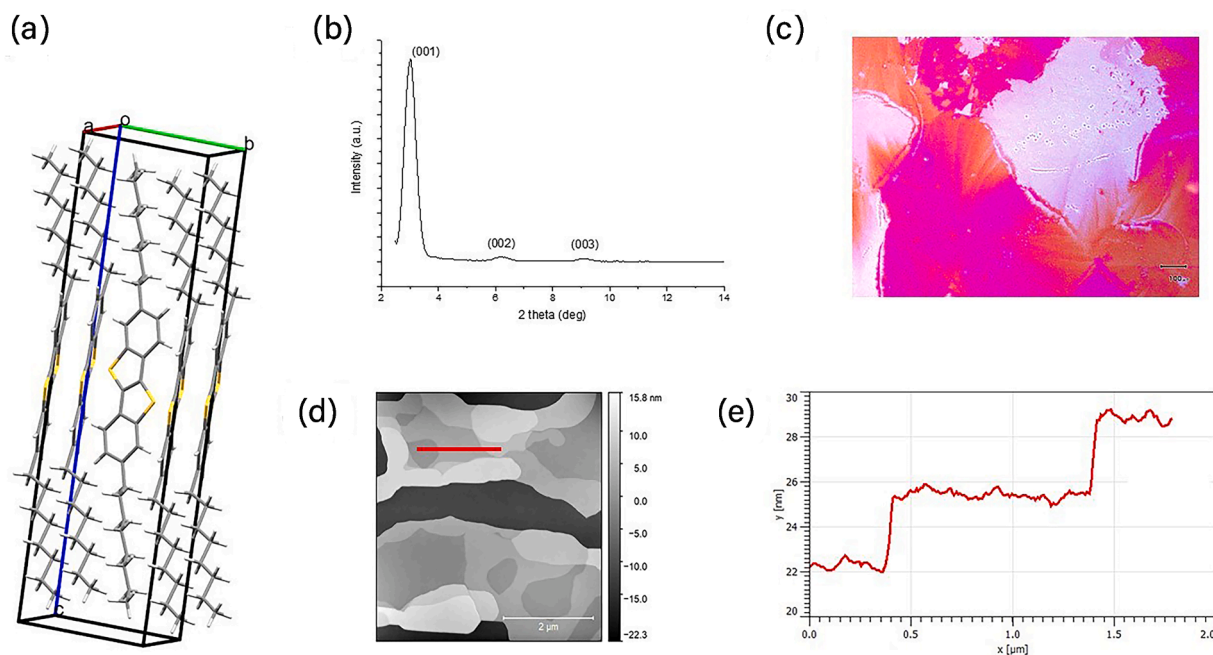 (a)
a
o
b
c
(b)
Intensity (a.u.)
(001)
(002)
(003)
2
4
6
8
10
12
14
2 theta (deg)
(c)
100
(d)
15.8 nm
10.0
5.0
0.0
−5.0
−10.0
−15.0
−22.3
2 μm
(e)
y [nm]
30
28
26
24
22
20
0.0
0.5
1.0
1.5
2.0
x [μm]